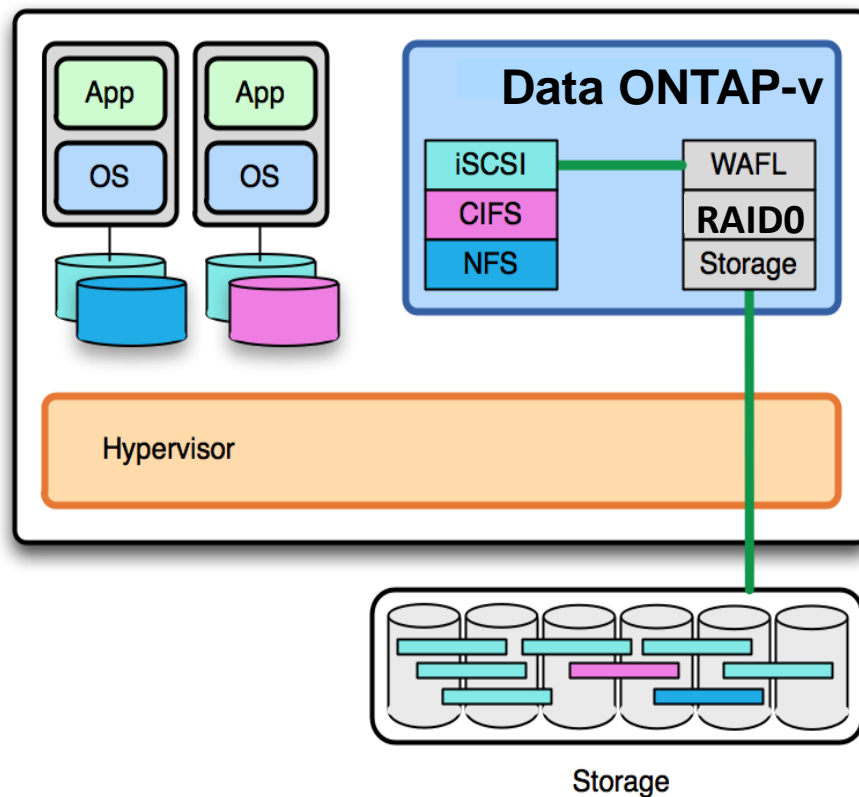 App
App
OS
OS
Data ONTAP-v
iSCSI
WAFL
CIFS
RAID0
NFS
Storage
Hypervisor
Storage